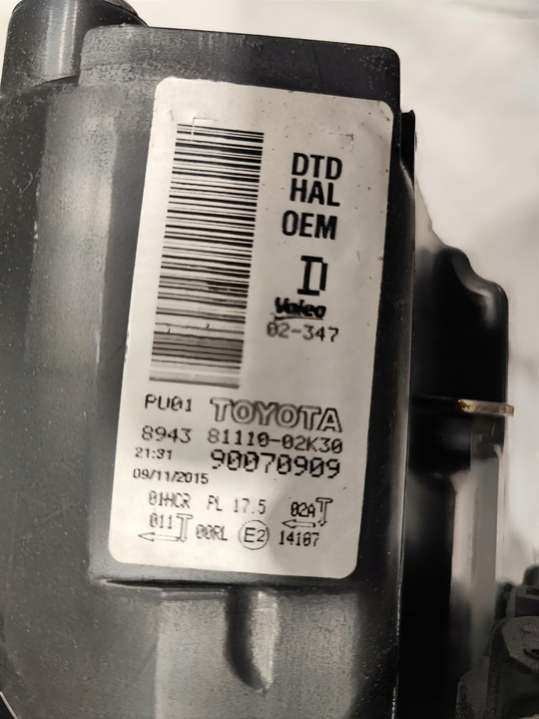 DTD
HAL
OEM
D
Valeo
02-347
PU01 TOYOTA
8943 81110-02K30
21:31 90070909
09/11/2015
01HCR PL 17.5 02A
011 00RL E2 14107